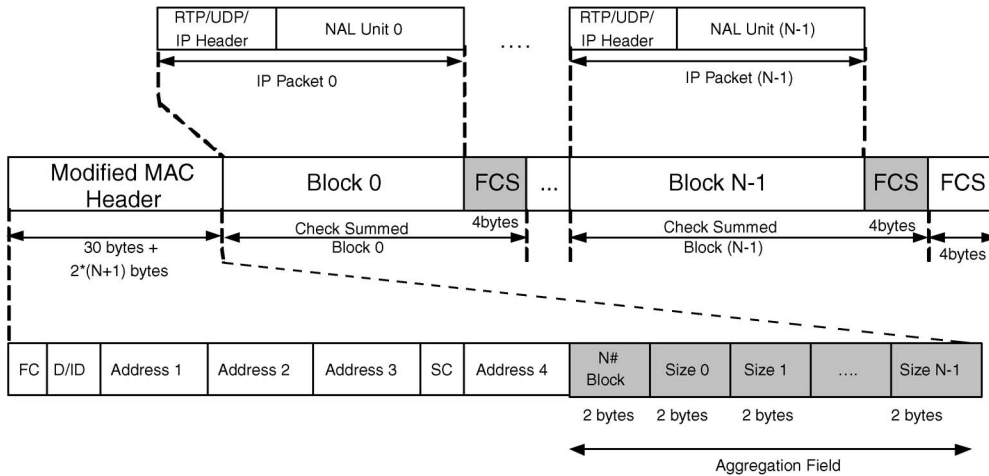 RTP/UDP/
IP Header
NAL Unit 0
....
RTP/UDP/
IP Header
NAL Unit (N-1)
IP Packet 0
IP Packet (N-1)
Modified MAC
Header
Block 0
FCS
...
Block N-1
FCS
FCS
30 bytes +
2*(N+1) bytes
Check Summed
Block 0
4bytes
Check Summed
Block (N-1)
4bytes
4bytes
FC
D/ID
Address 1
Address 2
Address 3
SC
Address 4
N#
Block
Size 0
Size 1
....
Size N-1
2 bytes
2 bytes
2 bytes
2 bytes
Aggregation Field